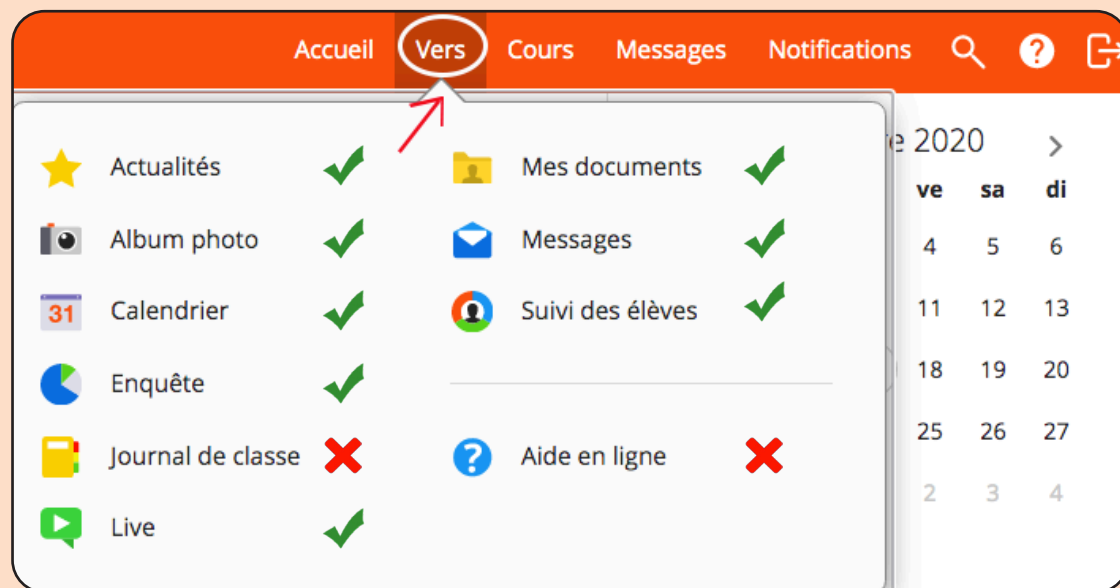 Accueil Vers Cours Messages Notifications ?
Actualités
Album photo
31 Calendrier
Enquête
Journal de classe
Live
Mes documents
Messages
Suivi des élèves
? Aide en ligne
e 2020
ve sa di
4 5 6
11 12 13
18 19 20
25 26 27
2 3 4